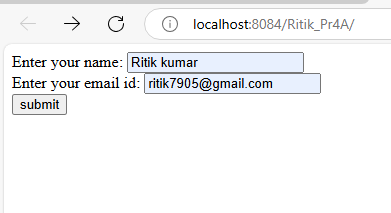 localhost:8084/Ritik_Pr4A/
Enter your name: Ritik kumar
Enter your email id: ritik7905@gmail.com
submit